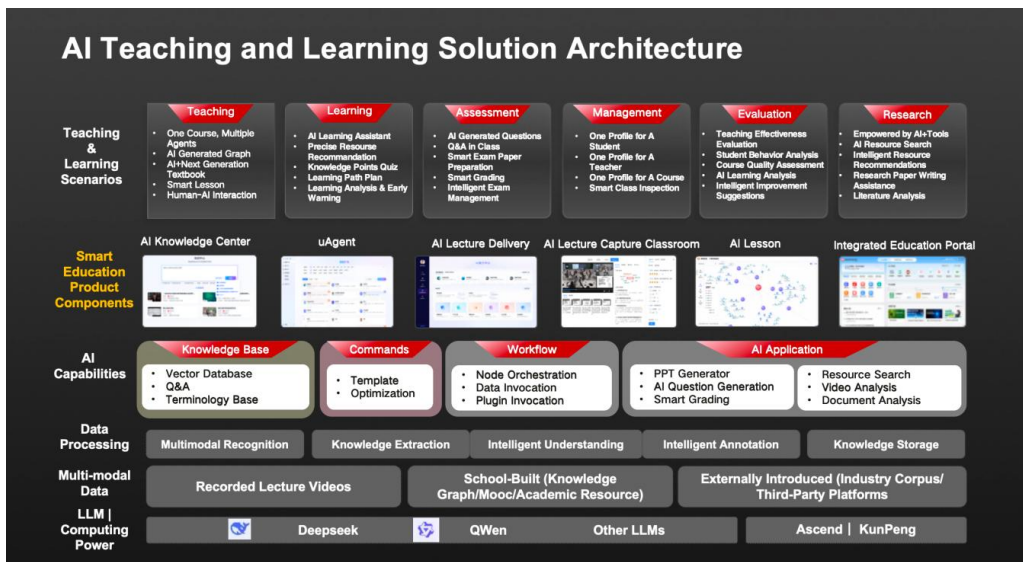 AI Teaching and Learning Solution Architecture
Teaching
&
Learning
Scenarios
Teaching
• One Course, Multiple
Agents
• AI Generated Graph
• AI+Next Generation
Textbook
• Smart Lesson
• Human-AI Interaction
Learning
• AI Learning Assistant
• Precise Resourse
Recommandation
• Knowledge Points Quiz
• Learning Path Plan
• Learning Analysis & Early
Warning
Assessment
• AI Generated Questions
• Q&A in Class
• Smart Exam Paper
Preparation
• Smart Grading
• Intelligent Exam
Management
Management
• One Profile for A
Student
• One Profile for A
Teacher
• One Profile for A Course
• Smart Class Inspection
Evaluation
• Teaching Effectiveness
Evaluation
• Student Behavior Analysis
• Course Quality Assessment
• AI Learning Analysis
• Intelligent Improvement
Suggestions
Research
• Empowered by AI+Tools
• AI Resource Search
• Intelligent Resource
Recommendations
• Research Paper Writing
Assistance
• Literature Analysis
Smart
Education
Product
Components
AI Knowledge Center
uAgent
AI Lecture Delivery
AI Lecture Capture Classroom
AI Lesson
Integrated Education Portal
AI
Capabilities
Knowledge Base
• Vector Database
• Q&A
• Terminology Base
Commands
• Template
• Optimization
Workflow
• Node Orchestration
• Data Invocation
• Plugin Invocation
AI Application
• PPT Generator
• AI Question Generation
• Smart Grading
• Resource Search
• Video Analysis
• Document Analysis
Data
Processing
Multimodal Recognition
Knowledge Extraction
Intelligent Understanding
Intelligent Annotation
Knowledge Storage
Multi-modal
Data
Recorded Lecture Videos
School-Built (Knowledge
Graph/Mooc/Academic Resource)
Externally Introduced (Industry Corpus/
Third-Party Platforms
LLM |
Computing
Power
Deepseek
QWen
Other LLMs
Ascend | KunPeng